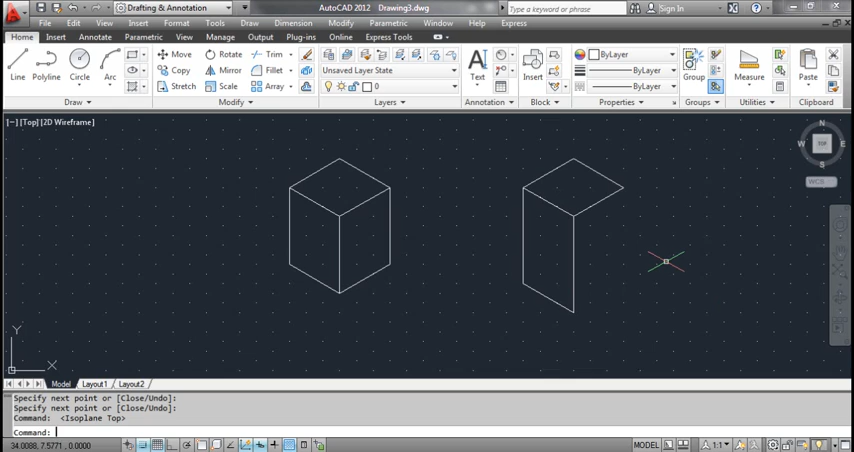 Drafting & Annotation
AutoCAD 2012 Drawing3.dwg
Type a keyword or phrase
Sign In
File Edit View Insert Format Tools Draw Dimension Modify Parametric Window Help Express
Home Insert Annotate Parametric View Manage Output Plug-ins Online Express Tools
Line Polyline Circle Arc
Move Rotate Trim
Copy Mirror Fillet
Stretch Scale Array
Unsaved Layer State
0
Text
Insert
ByLayer
ByLayer
ByLayer
Group
Measure
Paste
Draw Modify Layers Annotation Block Properties Groups Utilities Clipboard
[−] [Top] [2D Wireframe]
N
W TOP E
S
WCS
Y
X
Model Layout1 Layout2
Specify next point or [Close/Undo]:
Specify next point or [Close/Undo]:
Command: <Isoplane Top>
Command:
34.0088, 7.5771, 0.0000
MODEL
1:1